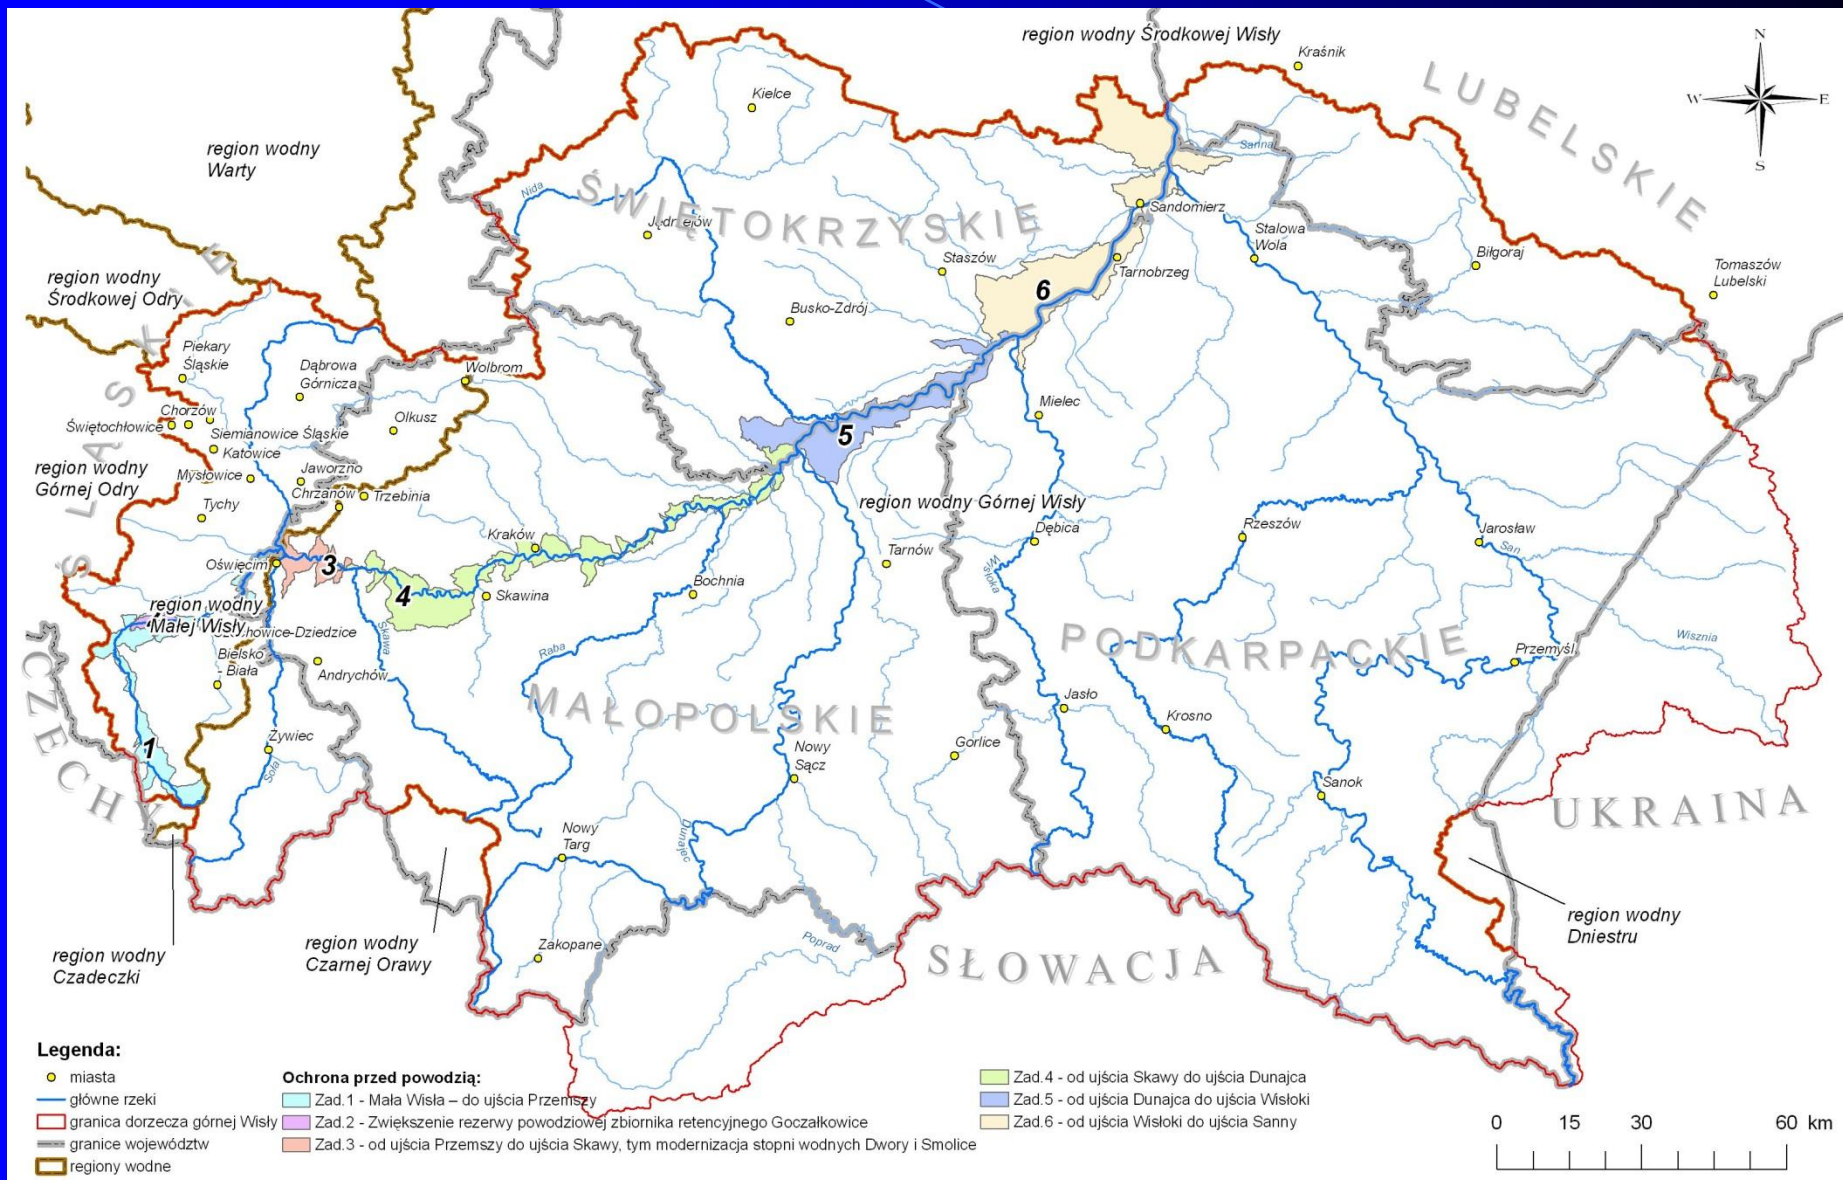 region wodny Środkowej Wisły
Kraśnik
N
W
E
S
LUBELSKIE
Kielce
region wodny
Warty
Sanna
Nida
ŚWIĘTOKRZYSKIE
Jędrzejów
Sandomierz
Stalowa
Wola
Biłgoraj
Tomaszów
Lubelski
Staszów
Tarnobrzeg
6
region wodny
Środkowej Odry
ŚLĄSKIE
Busko-Zdrój
Piekary
Śląskie
Dąbrowa
Górnicza
Wolbrom
Chorzów
Olkusz
Świętochłowice
Siemianowice Śląskie
Katowice
Mielec
5
region wodny
Górnej Odry
Mysłowice
Jaworzno
Chrzanów
Trzebinia
Tychy
region wodny Górnej Wisły
Kraków
Dębica
Rzeszów
Jarosław
San
Tarnów
Oświęcim
3
4
Skawina
Bochnia
Wisłoka
region wodny
Małej Wisły
howice-Dziedzice
Skawa
Raba
PODKARPACKIE
Wisznia
Przemyśl
Bielsko
- Biała
Andrychów
MAŁOPOLSKIE
Jasło
Krosno
CZECHY
1
Żywiec
Soła
Nowy
Sącz
Gorlice
Sanok
UKRAINA
Nowy
Targ
Dunajec
region wodny
Dniestru
region wodny
Czadeczki
region wodny
Czarnej Orawy
Zakopane
Poprad
SŁOWACJA
Legenda:
miasta
główne rzeki
granica dorzecza górnej Wisły
granice województw
regiony wodne
Ochrona przed powodzią:
Zad.1 - Mała Wisła – do ujścia Przemszy
Zad.2 - Zwiększenie rezerwy powodziowej zbiornika retencyjnego Goczałkowice
Zad.3 - od ujścia Przemszy do ujścia Skawy, tym modernizacja stopni wodnych Dwory i Smolice
Zad.4 - od ujścia Skawy do ujścia Dunajca
Zad.5 - od ujścia Dunajca do ujścia Wisłoki
Zad.6 - od ujścia Wisłoki do ujścia Sanny
0 15 30 60 km